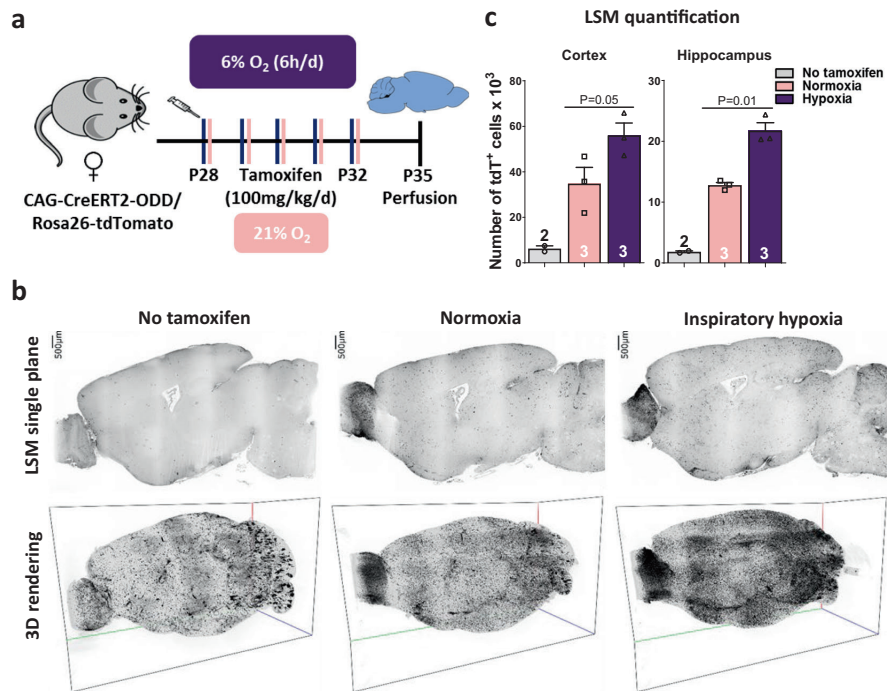 a
6% O₂ (6h/d)
P28
Tamoxifen
P32
P35
(100mg/kg/d)
Perfusion
CAG-CreERT2-ODD/
Rosa26-tdTomato
21% O₂
c
LSM quantification
Cortex
Hippocampus
No tamoxifen
Normoxia
Hypoxia
Number of tdT⁺ cells x 10³
80
60
40
20
0
P=0.05
2
3
3
30
20
10
0
P=0.01
2
3
3
b
No tamoxifen
Normoxia
Inspiratory hypoxia
LSM single plane
500µm
500µm
500µm
3D rendering